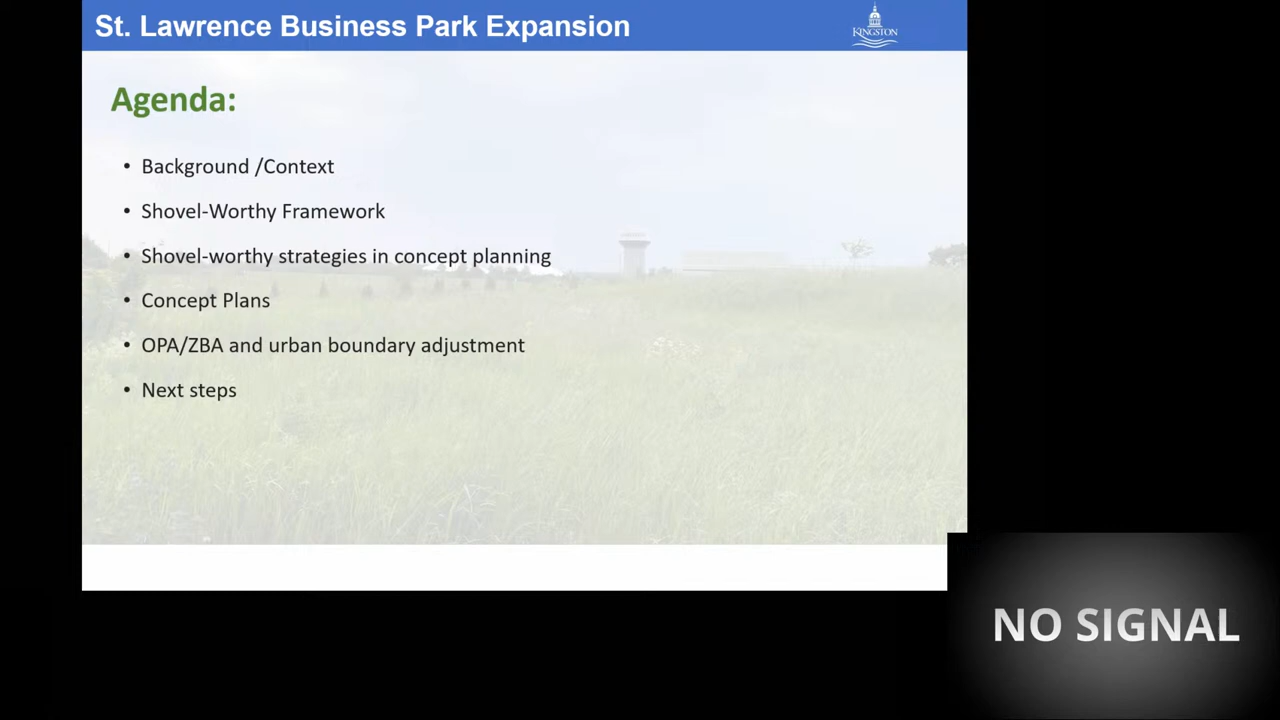 St. Lawrence Business Park Expansion
KINGSTON
Agenda:
• Background /Context
• Shovel-Worthy Framework
• Shovel-worthy strategies in concept planning
• Concept Plans
• OPA/ZBA and urban boundary adjustment
• Next steps
NO SIGNAL